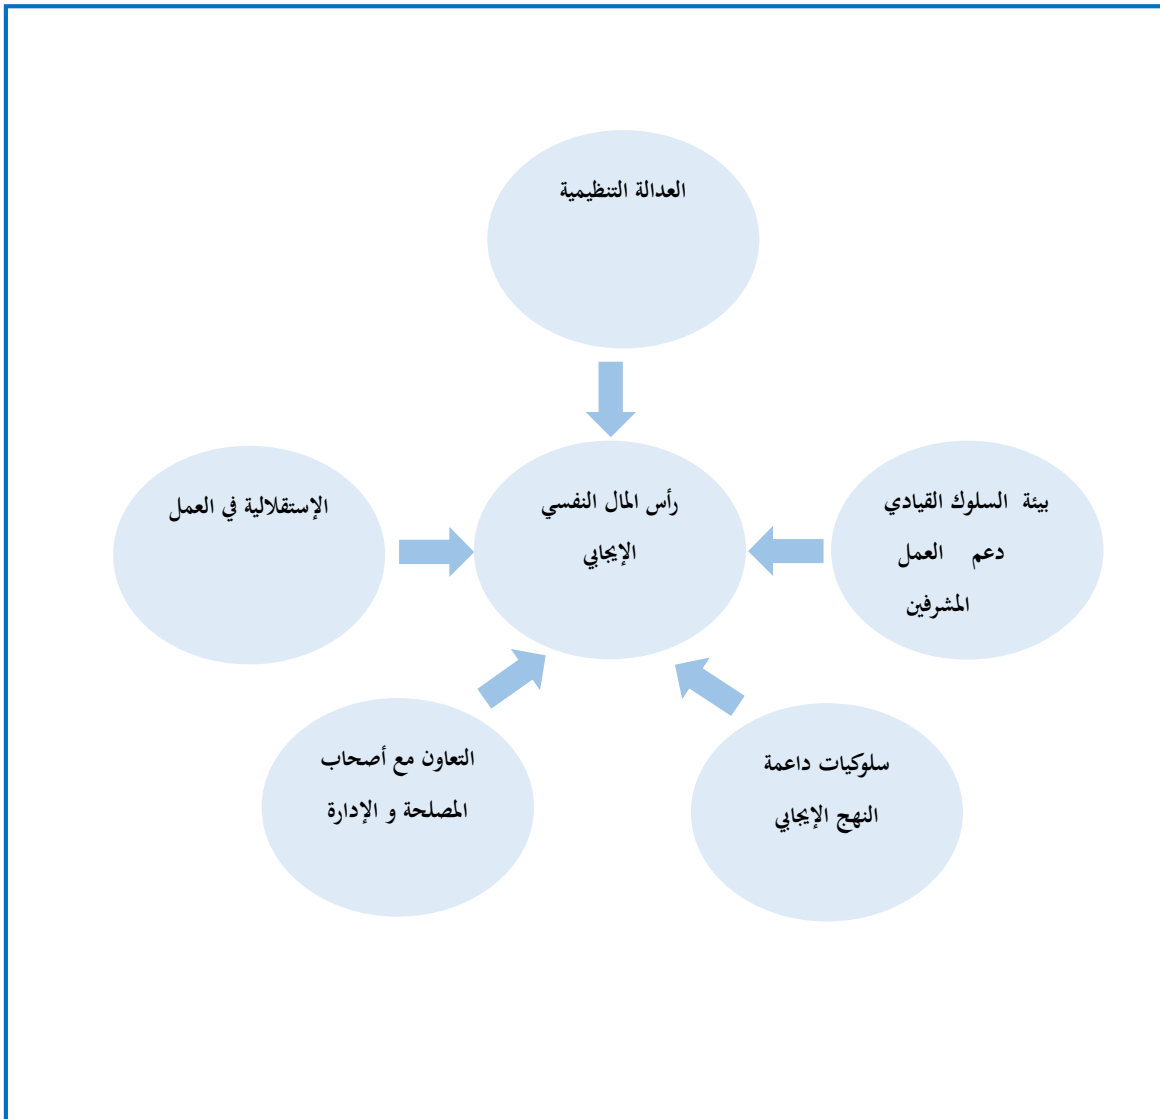 العدالة التنظيمية
بيئة السلوك القيادي
دعم العمل
المشرفين
رأس المال النفسي
الإيجابي
الإستقلالية في العمل
سلوكيات داعمة
النهج الإيجابي
التعاون مع أصحاب
المصلحة و الإدارة